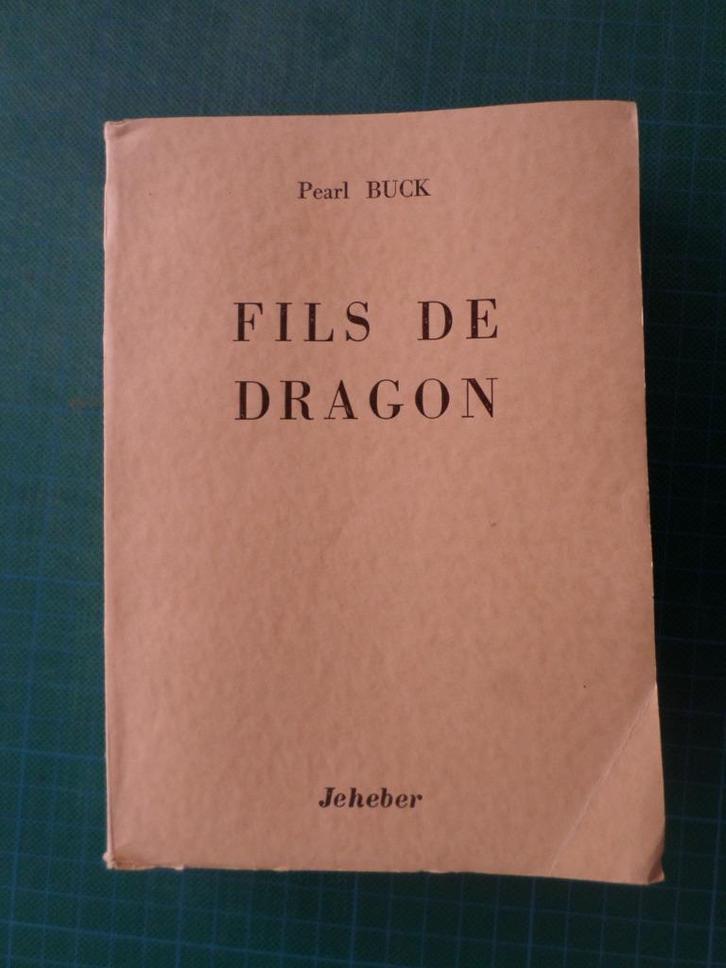 Pearl BUCK
FILS DE
DRAGON
Jeheber